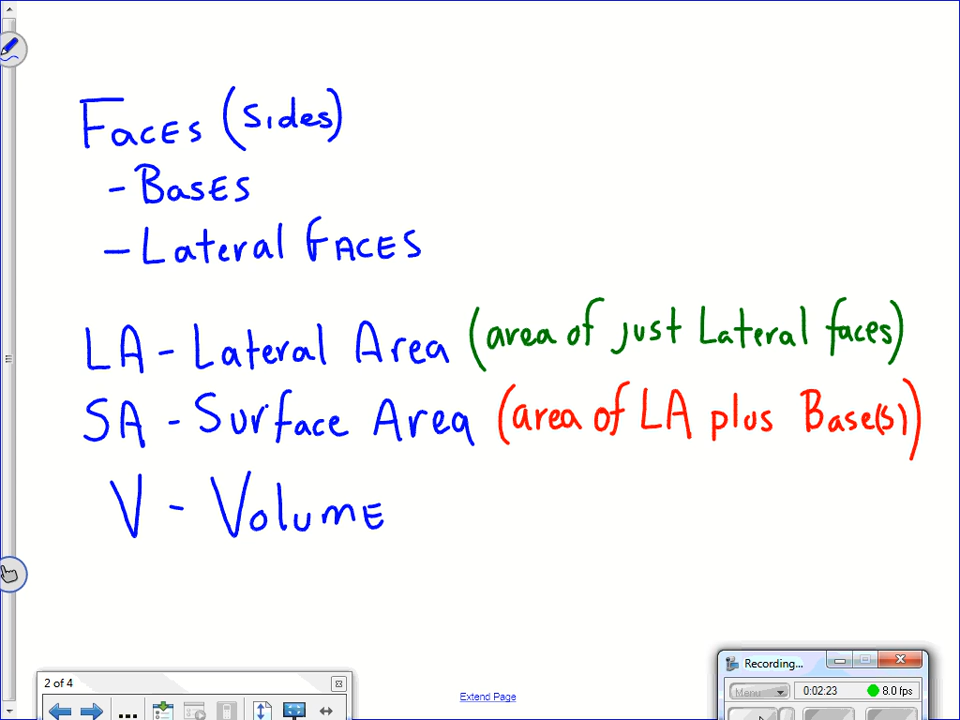 Faces (Sides)
- Bases
- Lateral Faces
LA - Lateral Area (area of just Lateral faces)
SA - Surface Area (area of LA plus Base(s))
V - Volume
2 of 4
Extend Page
Recording...
Menu
0:02:23
8.0 fps